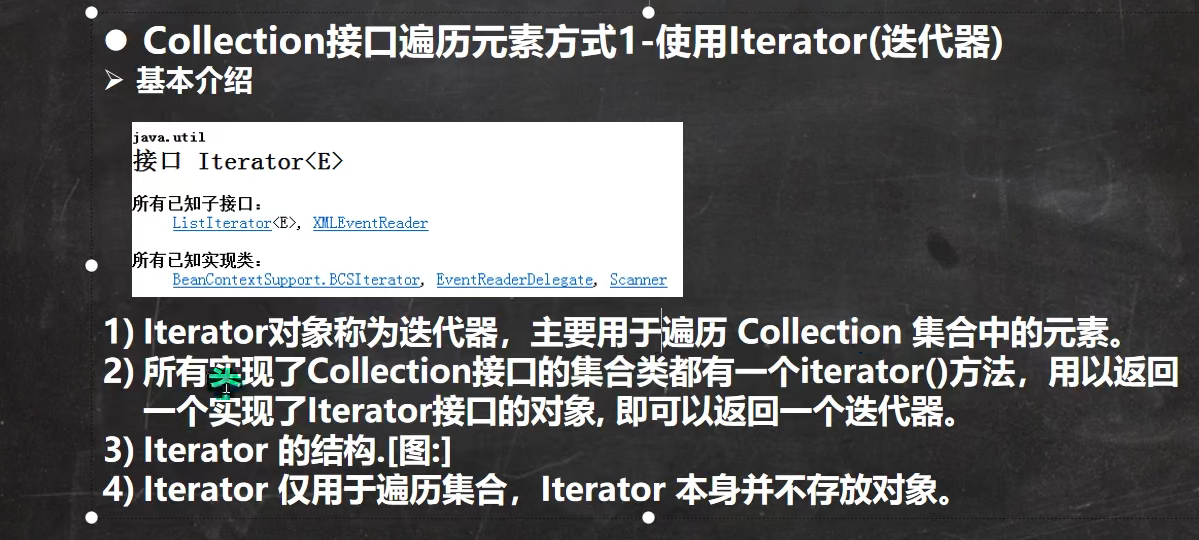 ● Collection接口遍历元素方式1-使用Iterator(迭代器)
➢ 基本介绍
java.util
接口 Iterator<E>
所有已知子接口：
ListIterator<E>, XMLEventReader
所有已知实现类：
BeanContextSupport.BCSIterator, EventReaderDelegate, Scanner
1) Iterator对象称为迭代器，主要用于遍历 Collection 集合中的元素。
2) 所有实现了Collection接口的集合类都有一个iterator()方法，用以返回
一个实现了Iterator接口的对象, 即可以返回一个迭代器。
3) Iterator 的结构.[图:]
4) Iterator 仅用于遍历集合，Iterator 本身并不存放对象。